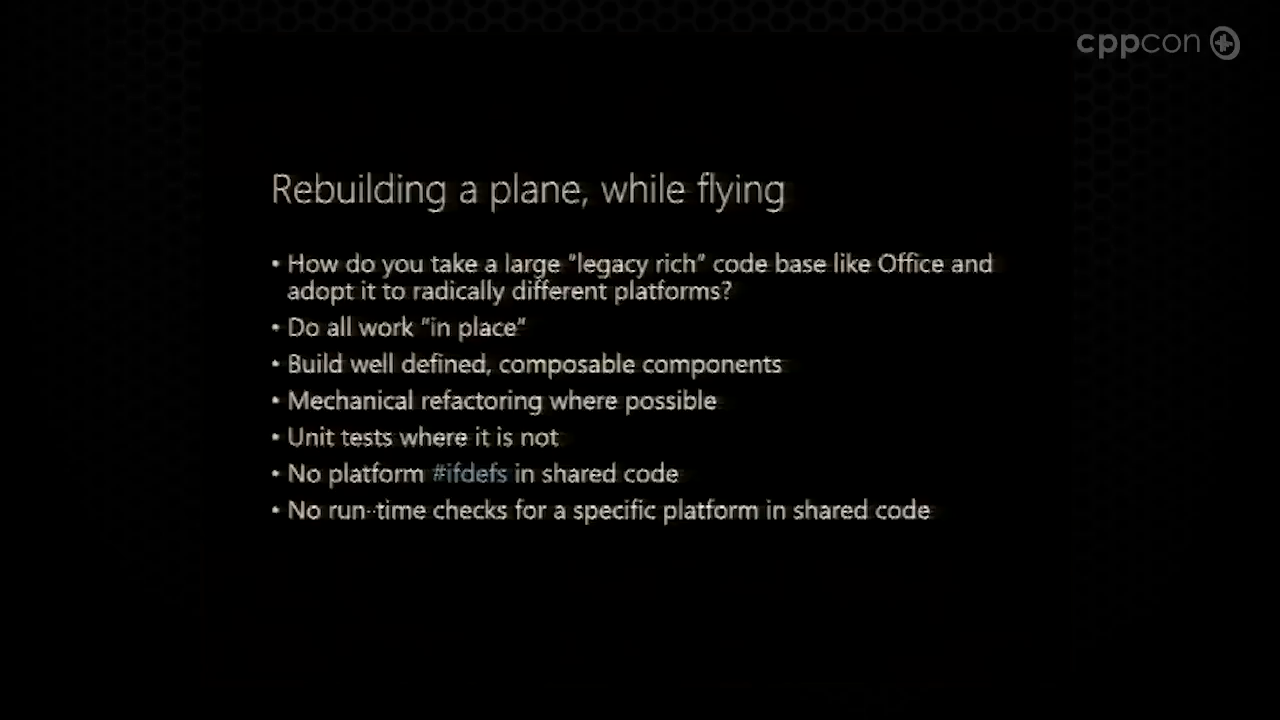 cppcon
Rebuilding a plane, while flying
• How do you take a large "legacy rich" code base like Office and
adopt it to radically different platforms?
• Do all work "in place"
• Build well defined, composable components
• Mechanical refactoring where possible
• Unit tests where it is not
• No platform #ifdefs in shared code
• No run-time checks for a specific platform in shared code